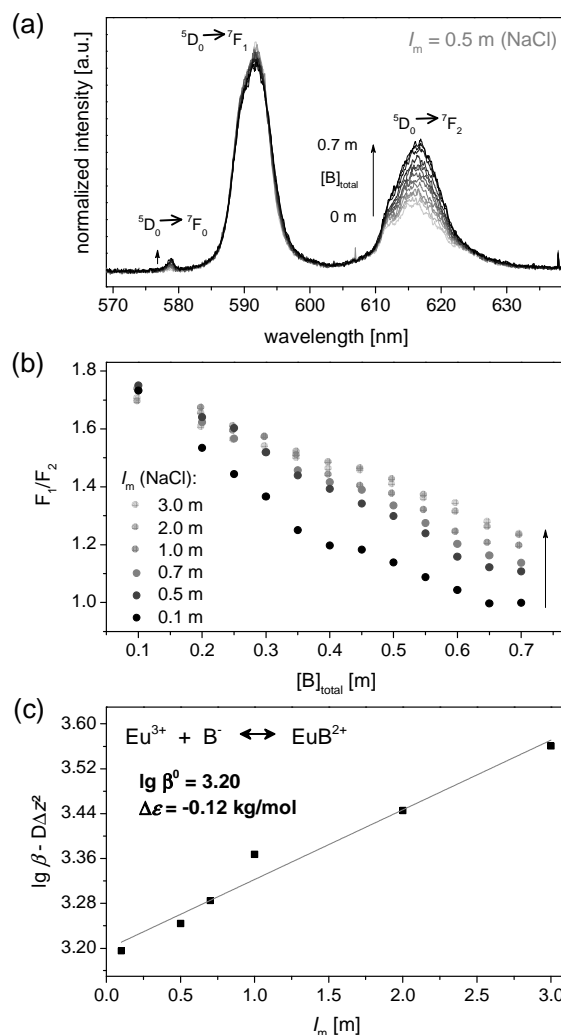 (a)
⁵D₀ → ⁷F₁
I_m = 0.5 m (NaCl)
⁵D₀ → ⁷F₂
0.7 m
[B]_total
0 m
⁵D₀ → ⁷F₀
normalized intensity [a.u.]
570 580 590 600 610 620 630
wavelength [nm]
(b)
1.8
1.6
1.4
1.2
1.0
F₁/F₂
I_m (NaCl):
3.0 m
2.0 m
1.0 m
0.7 m
0.5 m
0.1 m
0.1 0.2 0.3 0.4 0.5 0.6 0.7
[B]_total [m]
(c)
3.60
3.52
3.44
3.36
3.28
3.20
lg β - DΔz²
Eu³⁺ + B⁻ ↔ EuB²⁺
lg β⁰ = 3.20
Δε = -0.12 kg/mol
0.0 0.5 1.0 1.5 2.0 2.5 3.0
I_m [m]